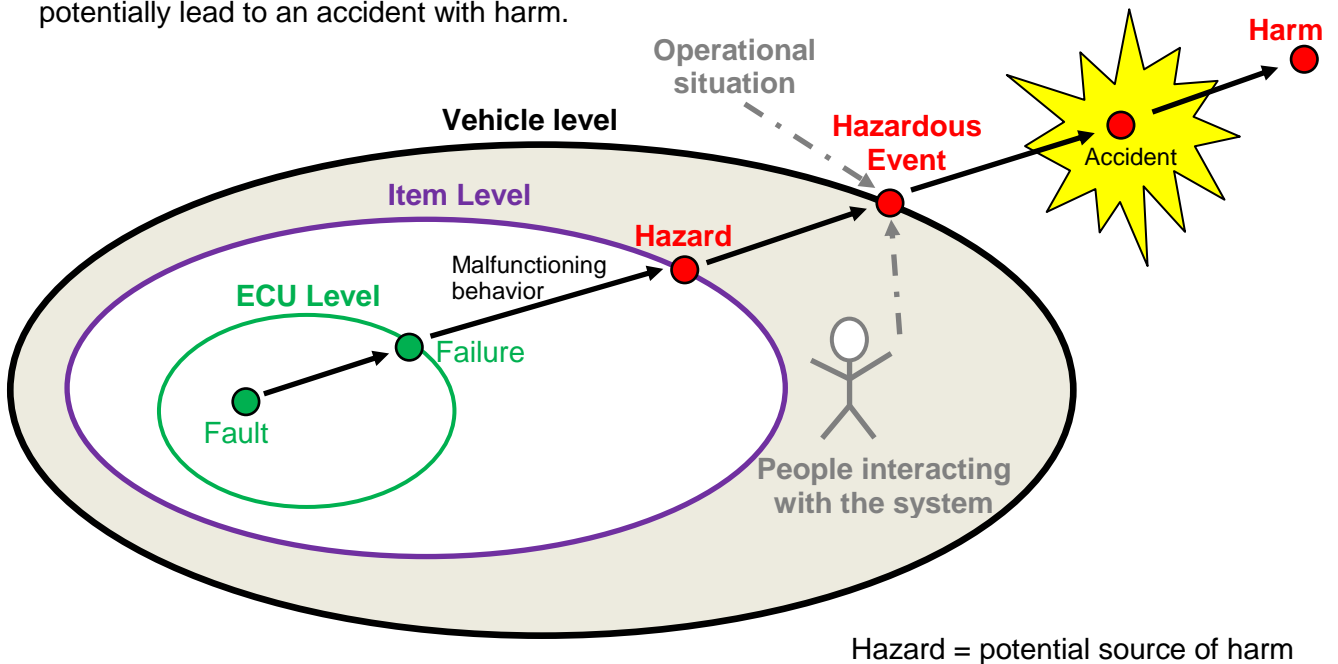 potentially lead to an accident with harm.
Harm
Operational
situation
Vehicle level
Hazardous
Event
Accident
Item Level
Hazard
Malfunctioning
behavior
ECU Level
Failure
Fault
People interacting
with the system
Hazard = potential source of harm